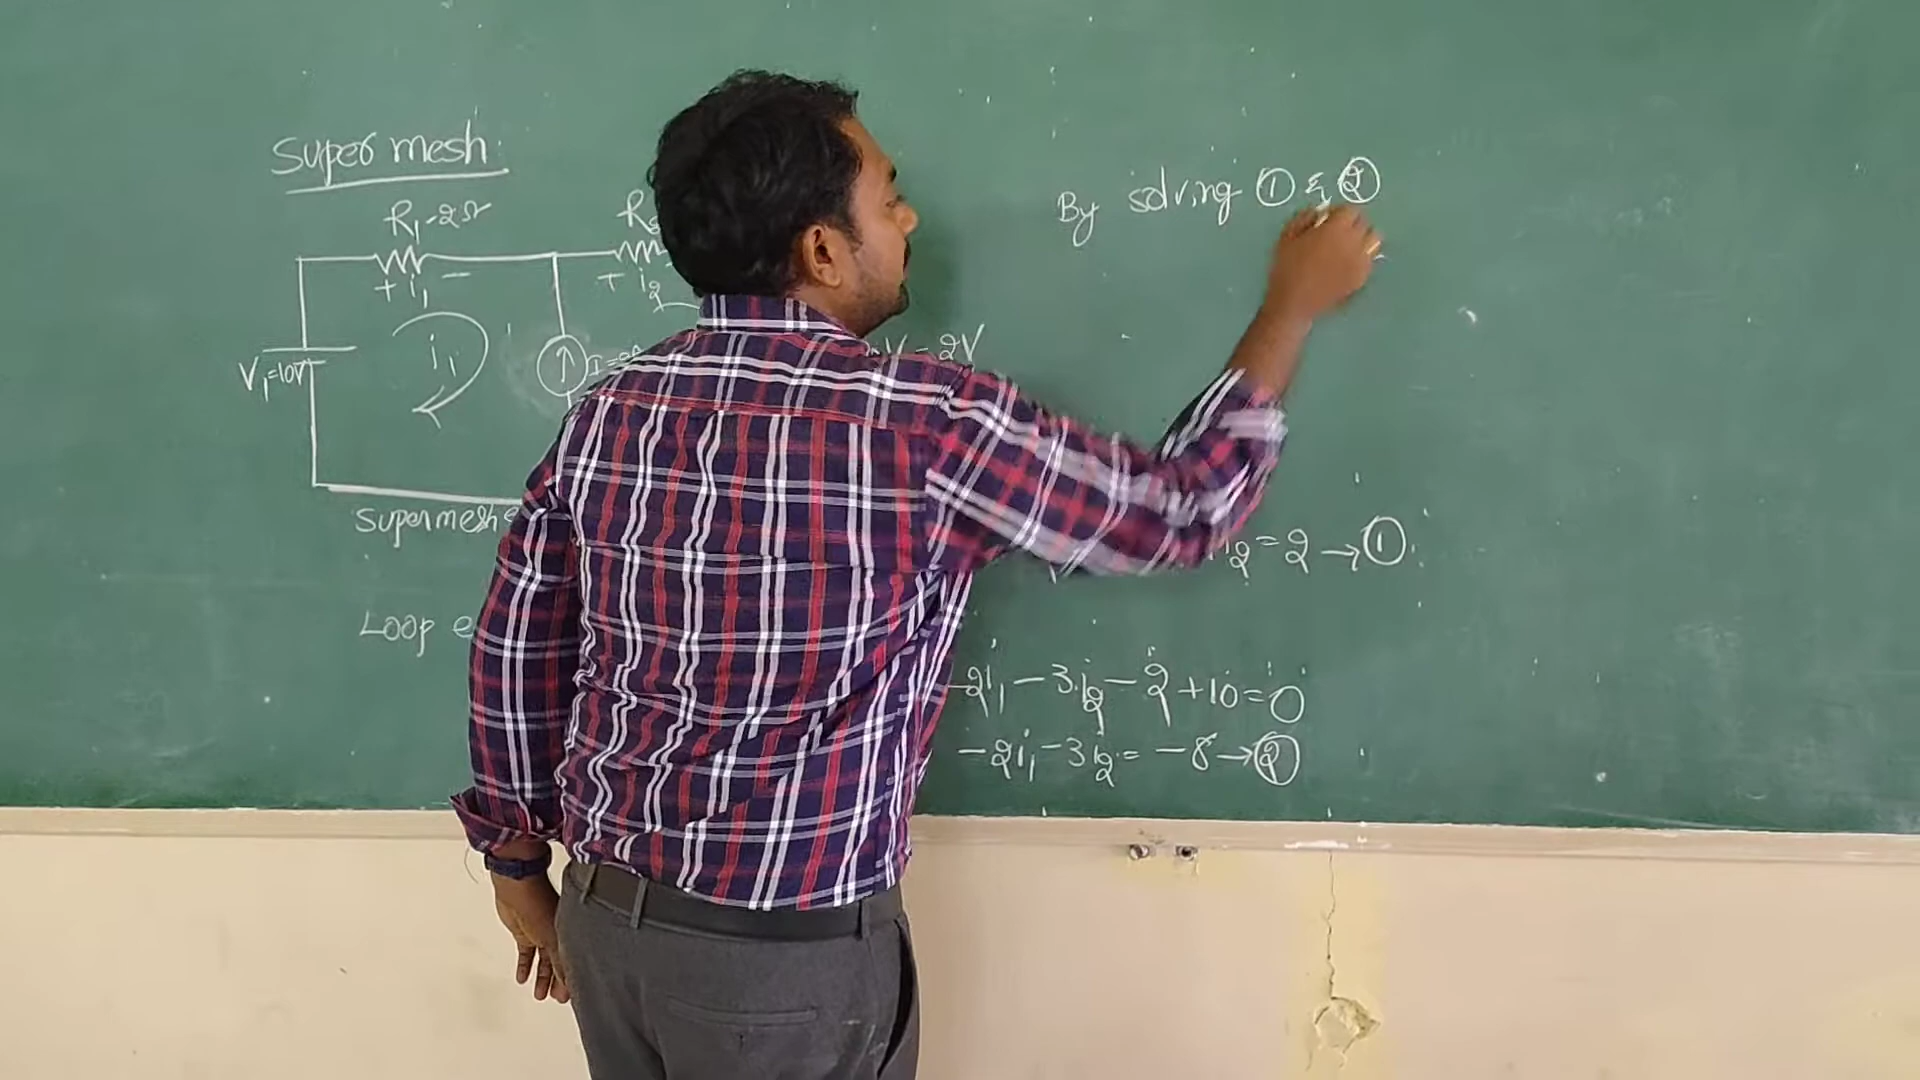 Super mesh
R₁-2Ω
R₂
+ i₁ -
+ i₂
V₁=10V
i₁
V-2V
Supermesh
Loop
By solving ① & ②
i₂=2→①
-2i₁-3i₂-2+10=0
-2i₁-3i₂=-8→②